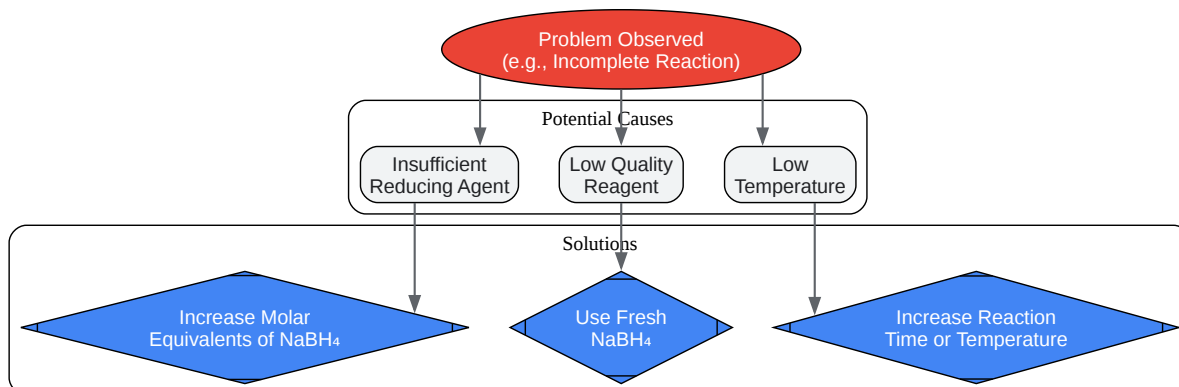 Problem Observed
(e.g., Incomplete Reaction)
Potential Causes
Insufficient
Reducing Agent
Low Quality
Reagent
Low
Temperature
Solutions
Increase Molar
Equivalents of NaBH₄
Use Fresh
NaBH₄
Increase Reaction
Time or Temperature